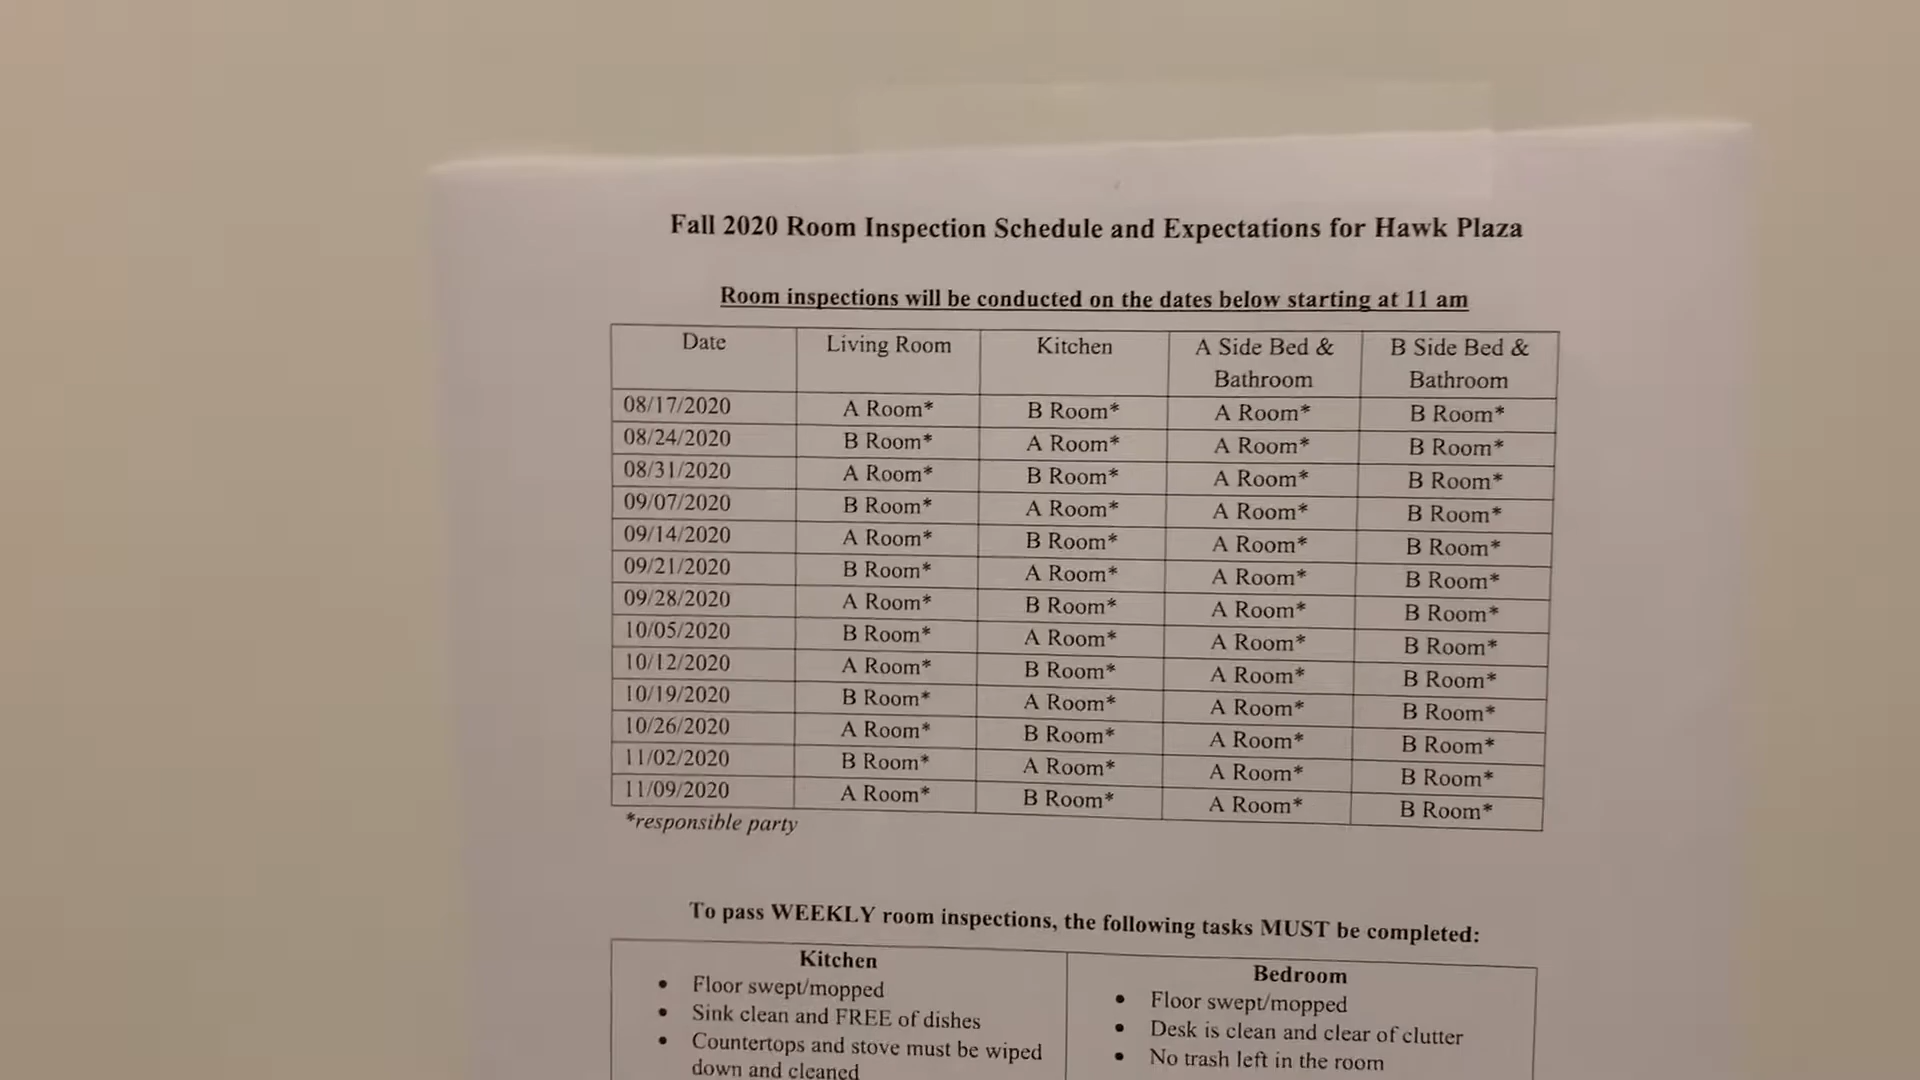 Fall 2020 Room Inspection Schedule and Expectations for Hawk Plaza
Room inspections will be conducted on the dates below starting at 11 am
Date Living Room Kitchen A Side Bed & Bathroom B Side Bed & Bathroom
08/17/2020 A Room* B Room* A Room* B Room*
08/24/2020 B Room* A Room* A Room* B Room*
08/31/2020 A Room* B Room* A Room* B Room*
09/07/2020 B Room* A Room* A Room* B Room*
09/14/2020 A Room* B Room* A Room* B Room*
09/21/2020 B Room* A Room* A Room* B Room*
09/28/2020 A Room* B Room* A Room* B Room*
10/05/2020 B Room* A Room* A Room* B Room*
10/12/2020 A Room* B Room* A Room* B Room*
10/19/2020 B Room* A Room* A Room* B Room*
10/26/2020 A Room* B Room* A Room* B Room*
11/02/2020 B Room* A Room* A Room* B Room*
11/09/2020 A Room* B Room* A Room* B Room*
*responsible party
To pass WEEKLY room inspections, the following tasks MUST be completed:
Kitchen
• Floor swept/mopped
• Sink clean and FREE of dishes
• Countertops and stove must be wiped
down and cleaned
Bedroom
• Floor swept/mopped
• Desk is clean and clear of clutter
• No trash left in the room